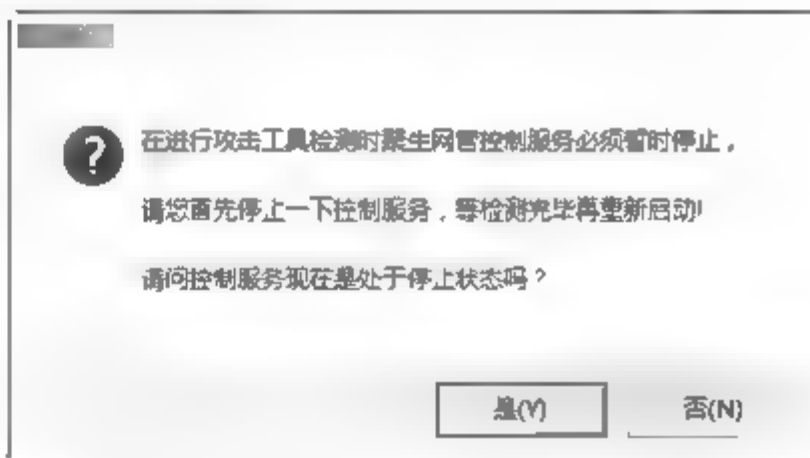 在进行攻击工具检测时聚生网管控制服务必须暂时停止，
请您首先停止一下控制服务，等检测完毕再重新启动!
请问控制服务现在是处于停止状态吗？
是(Y)
否(N)